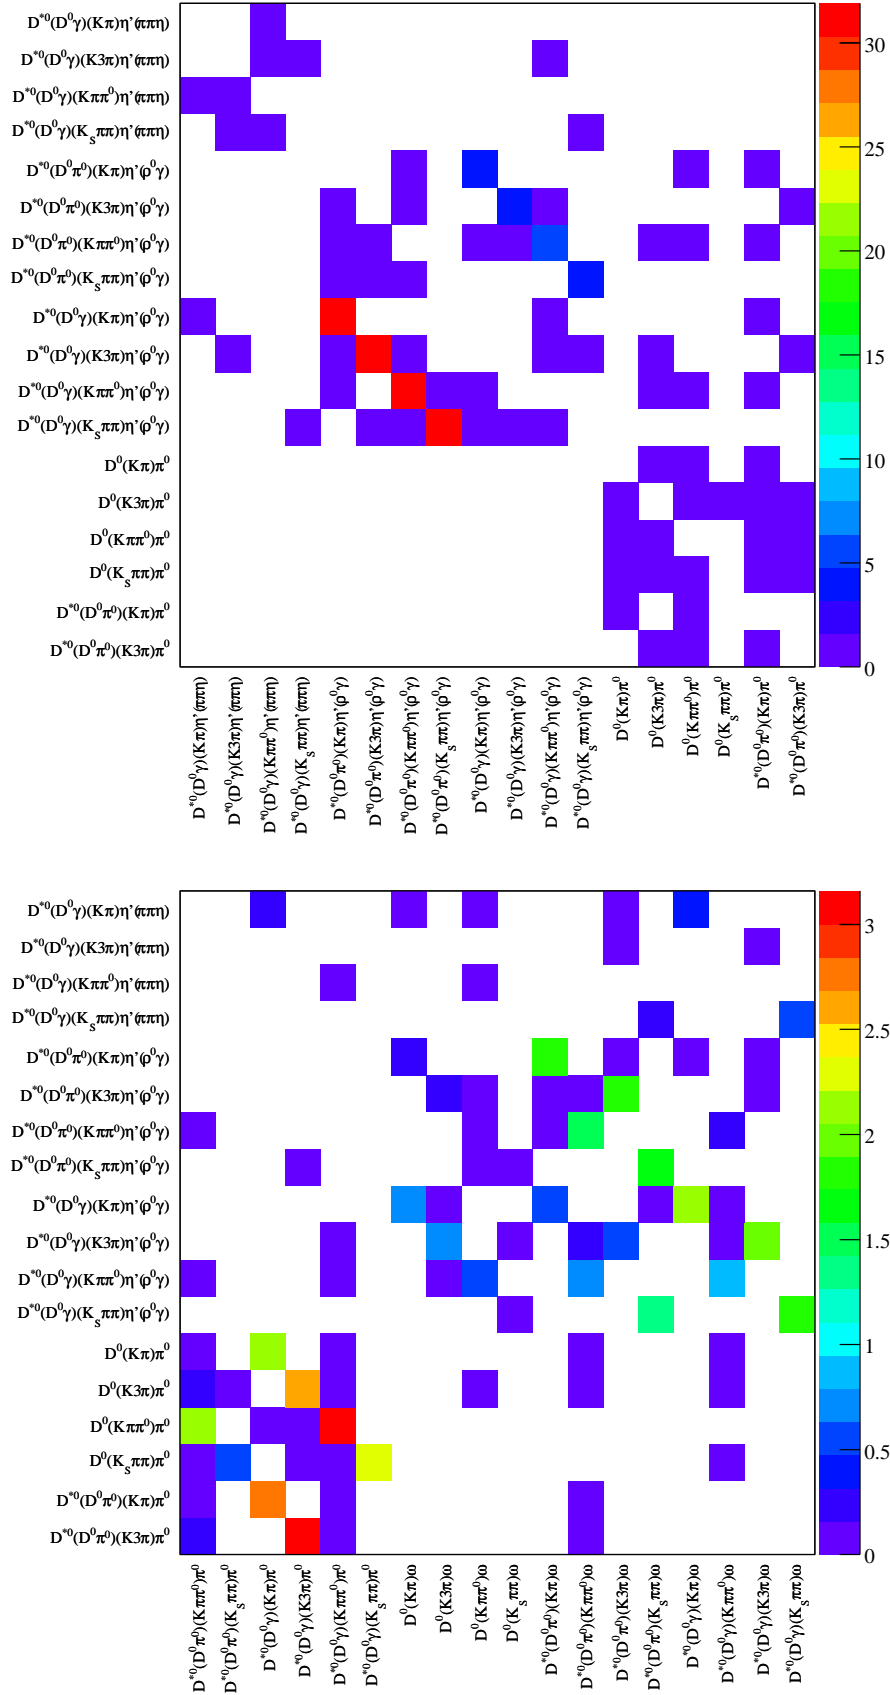 D*0(D0γ)(Kπ)η'(ππη)
D*0(D0γ)(K3π)η'(ππη)
D*0(D0γ)(Kππ0)η'(ππη)
D*0(D0γ)(KSππ)η'(ππη)
D*0(D0π0)(Kπ)η'(ρ0γ)
D*0(D0π0)(K3π)η'(ρ0γ)
D*0(D0π0)(Kππ0)η'(ρ0γ)
D*0(D0π0)(KSππ)η'(ρ0γ)
D*0(D0γ)(Kπ)η'(ρ0γ)
D*0(D0γ)(K3π)η'(ρ0γ)
D*0(D0γ)(Kππ0)η'(ρ0γ)
D*0(D0γ)(KSππ)η'(ρ0γ)
D0(Kπ)π0
D0(K3π)π0
D0(Kππ0)π0
D0(KSππ)π0
D*0(D0π0)(Kπ)π0
D*0(D0π0)(K3π)π0
30
25
20
15
10
5
0
D*0(D0γ)(Kπ)η'(ππη)
D*0(D0γ)(K3π)η'(ππη)
D*0(D0γ)(Kππ0)η'(ππη)
D*0(D0γ)(KSππ)η'(ππη)
D*0(D0π0)(Kπ)η'(ρ0γ)
D*0(D0π0)(K3π)η'(ρ0γ)
D*0(D0π0)(Kππ0)η'(ρ0γ)
D*0(D0π0)(KSππ)η'(ρ0γ)
D*0(D0γ)(Kπ)η'(ρ0γ)
D*0(D0γ)(K3π)η'(ρ0γ)
D*0(D0γ)(Kππ0)η'(ρ0γ)
D*0(D0γ)(KSππ)η'(ρ0γ)
D0(Kπ)π0
D0(K3π)π0
D0(Kππ0)π0
D0(KSππ)π0
D*0(D0π0)(Kπ)π0
D*0(D0π0)(K3π)π0
D*0(D0γ)(Kπ)η'(ππη)
D*0(D0γ)(K3π)η'(ππη)
D*0(D0γ)(Kππ0)η'(ππη)
D*0(D0γ)(KSππ)η'(ππη)
D*0(D0π0)(Kπ)η'(ρ0γ)
D*0(D0π0)(K3π)η'(ρ0γ)
D*0(D0π0)(Kππ0)η'(ρ0γ)
D*0(D0π0)(KSππ)η'(ρ0γ)
D*0(D0γ)(Kπ)η'(ρ0γ)
D*0(D0γ)(K3π)η'(ρ0γ)
D*0(D0γ)(Kππ0)η'(ρ0γ)
D*0(D0γ)(KSππ)η'(ρ0γ)
D0(Kπ)π0
D0(K3π)π0
D0(Kππ0)π0
D0(KSππ)π0
D*0(D0π0)(Kπ)π0
D*0(D0π0)(K3π)π0
3
2.5
2
1.5
1
0.5
0
D*0(D0π0)(Kππ0)π0
D*0(D0π0)(KSππ)π0
D*0(D0γ)(Kπ)π0
D*0(D0γ)(K3π)π0
D*0(D0γ)(Kππ0)π0
D*0(D0γ)(KSππ)π0
D0(Kπ)ω
D0(K3π)ω
D0(Kππ0)ω
D0(KSππ)ω
D*0(D0π0)(Kπ)ω
D*0(D0π0)(Kππ0)ω
D*0(D0π0)(K3π)ω
D*0(D0π0)(KSππ)ω
D*0(D0γ)(Kπ)ω
D*0(D0γ)(Kππ0)ω
D*0(D0γ)(K3π)ω
D*0(D0γ)(KSππ)ω